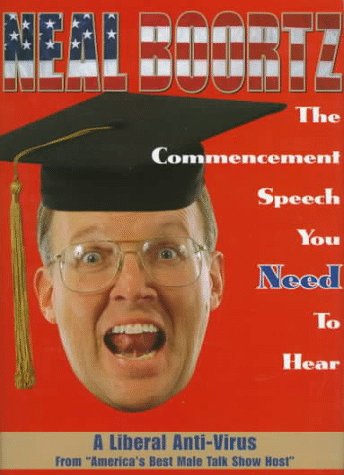 NEAL BOORTZ
The
Commencement
Speech
You
Need
To
Hear
A Liberal Anti-Virus
From "America's Best Male Talk Show Host"